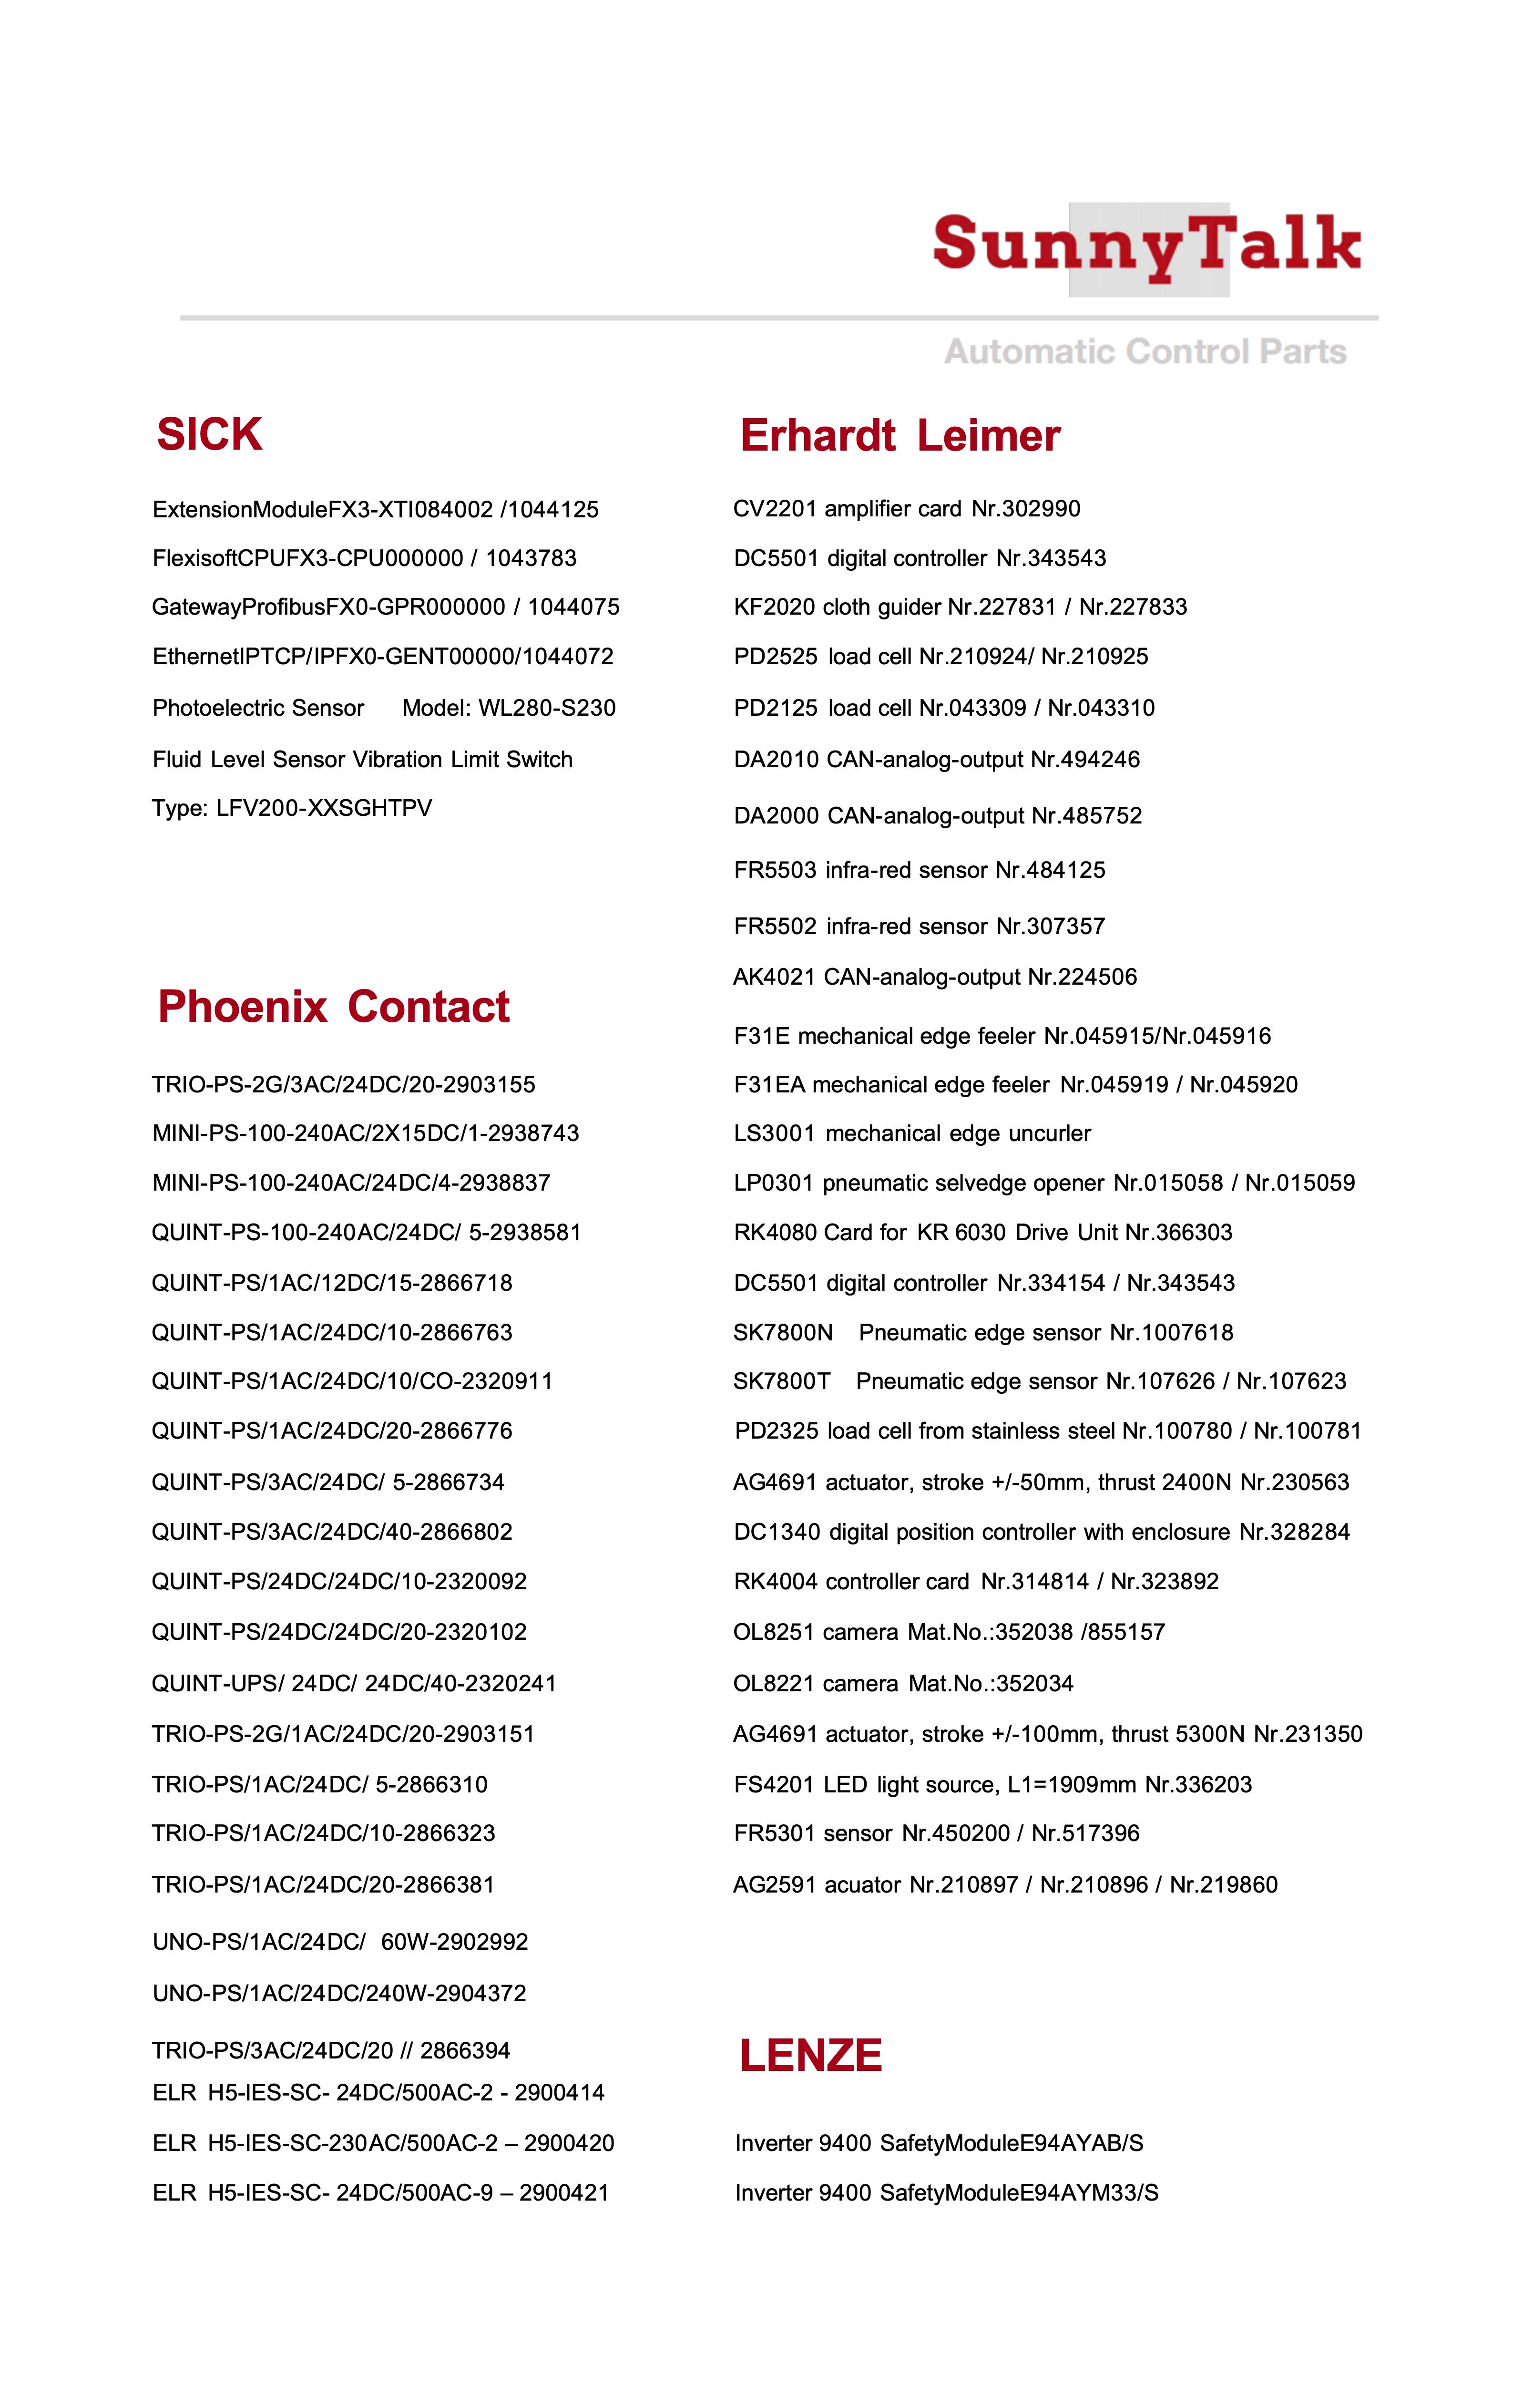 SunnyTalk
Automatic Control Parts
SICK
ExtensionModuleFX3-XTI084002 /1044125
FlexisoftCPUFX3-CPU000000 / 1043783
GatewayProfibusFX0-GPR000000 / 1044075
EthernetIPTCP/IPFX0-GENT00000/1044072
Photoelectric Sensor Model: WL280-S230
Fluid Level Sensor Vibration Limit Switch
Type: LFV200-XXSGHTPV
Phoenix Contact
TRIO-PS-2G/3AC/24DC/20-2903155
MINI-PS-100-240AC/2X15DC/1-2938743
MINI-PS-100-240AC/24DC/4-2938837
QUINT-PS-100-240AC/24DC/ 5-2938581
QUINT-PS/1AC/12DC/15-2866718
QUINT-PS/1AC/24DC/10-2866763
QUINT-PS/1AC/24DC/10/CO-2320911
QUINT-PS/1AC/24DC/20-2866776
QUINT-PS/3AC/24DC/ 5-2866734
QUINT-PS/3AC/24DC/40-2866802
QUINT-PS/24DC/24DC/10-2320092
QUINT-PS/24DC/24DC/20-2320102
QUINT-UPS/ 24DC/ 24DC/40-2320241
TRIO-PS-2G/1AC/24DC/20-2903151
TRIO-PS/1AC/24DC/ 5-2866310
TRIO-PS/1AC/24DC/10-2866323
TRIO-PS/1AC/24DC/20-2866381
UNO-PS/1AC/24DC/ 60W-2902992
UNO-PS/1AC/24DC/240W-2904372
TRIO-PS/3AC/24DC/20 // 2866394
ELR H5-IES-SC- 24DC/500AC-2 - 2900414
ELR H5-IES-SC-230AC/500AC-2 – 2900420
ELR H5-IES-SC- 24DC/500AC-9 – 2900421
Erhardt Leimer
CV2201 amplifier card Nr.302990
DC5501 digital controller Nr.343543
KF2020 cloth guider Nr.227831 / Nr.227833
PD2525 load cell Nr.210924/ Nr.210925
PD2125 load cell Nr.043309 / Nr.043310
DA2010 CAN-analog-output Nr.494246
DA2000 CAN-analog-output Nr.485752
FR5503 infra-red sensor Nr.484125
FR5502 infra-red sensor Nr.307357
AK4021 CAN-analog-output Nr.224506
F31E mechanical edge feeler Nr.045915/Nr.045916
F31EA mechanical edge feeler Nr.045919 / Nr.045920
LS3001 mechanical edge uncurler
LP0301 pneumatic selvedge opener Nr.015058 / Nr.015059
RK4080 Card for KR 6030 Drive Unit Nr.366303
DC5501 digital controller Nr.334154 / Nr.343543
SK7800N Pneumatic edge sensor Nr.1007618
SK7800T Pneumatic edge sensor Nr.107626 / Nr.107623
PD2325 load cell from stainless steel Nr.100780 / Nr.100781
AG4691 actuator, stroke +/-50mm, thrust 2400N Nr.230563
DC1340 digital position controller with enclosure Nr.328284
RK4004 controller card Nr.314814 / Nr.323892
OL8251 camera Mat.No.:352038 /855157
OL8221 camera Mat.No.:352034
AG4691 actuator, stroke +/-100mm, thrust 5300N Nr.231350
FS4201 LED light source, L1=1909mm Nr.336203
FR5301 sensor Nr.450200 / Nr.517396
AG2591 acuator Nr.210897 / Nr.210896 / Nr.219860
LENZE
Inverter 9400 SafetyModuleE94AYAB/S
Inverter 9400 SafetyModuleE94AYM33/S